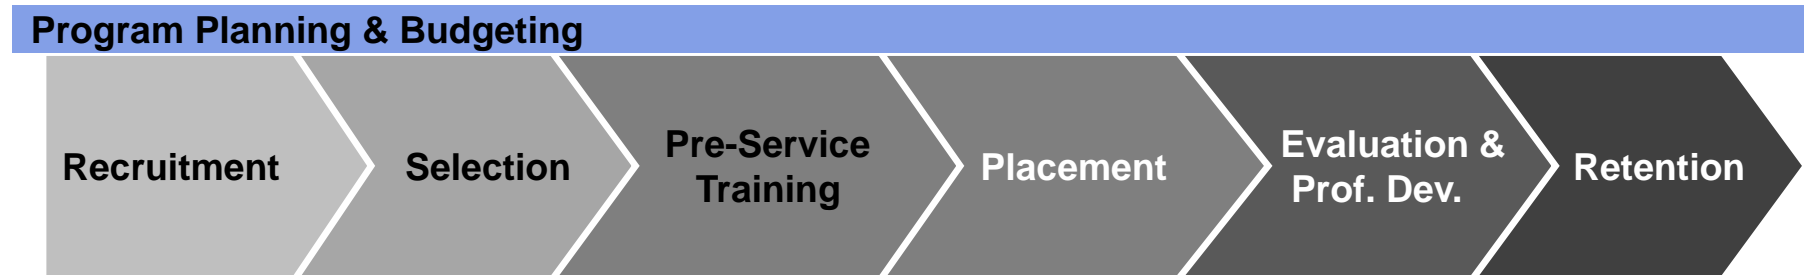 Program Planning & Budgeting
Recruitment
Selection
Pre-Service
Training
Placement
Evaluation &
Prof. Dev.
Retention